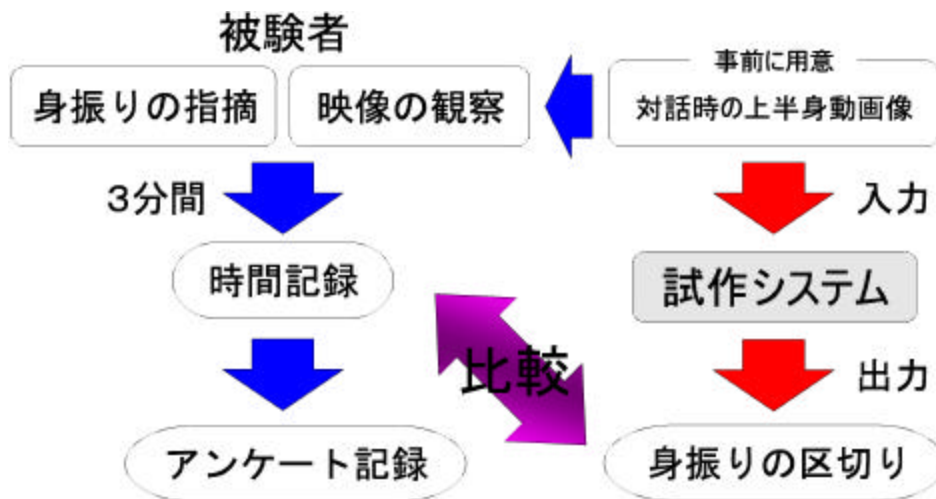 被験者
身振りの指摘
映像の観察
事前に用意
対話時の上半身動画像
3分間
入力
時間記録
試作システム
比較
出力
アンケート記録
身振りの区切り